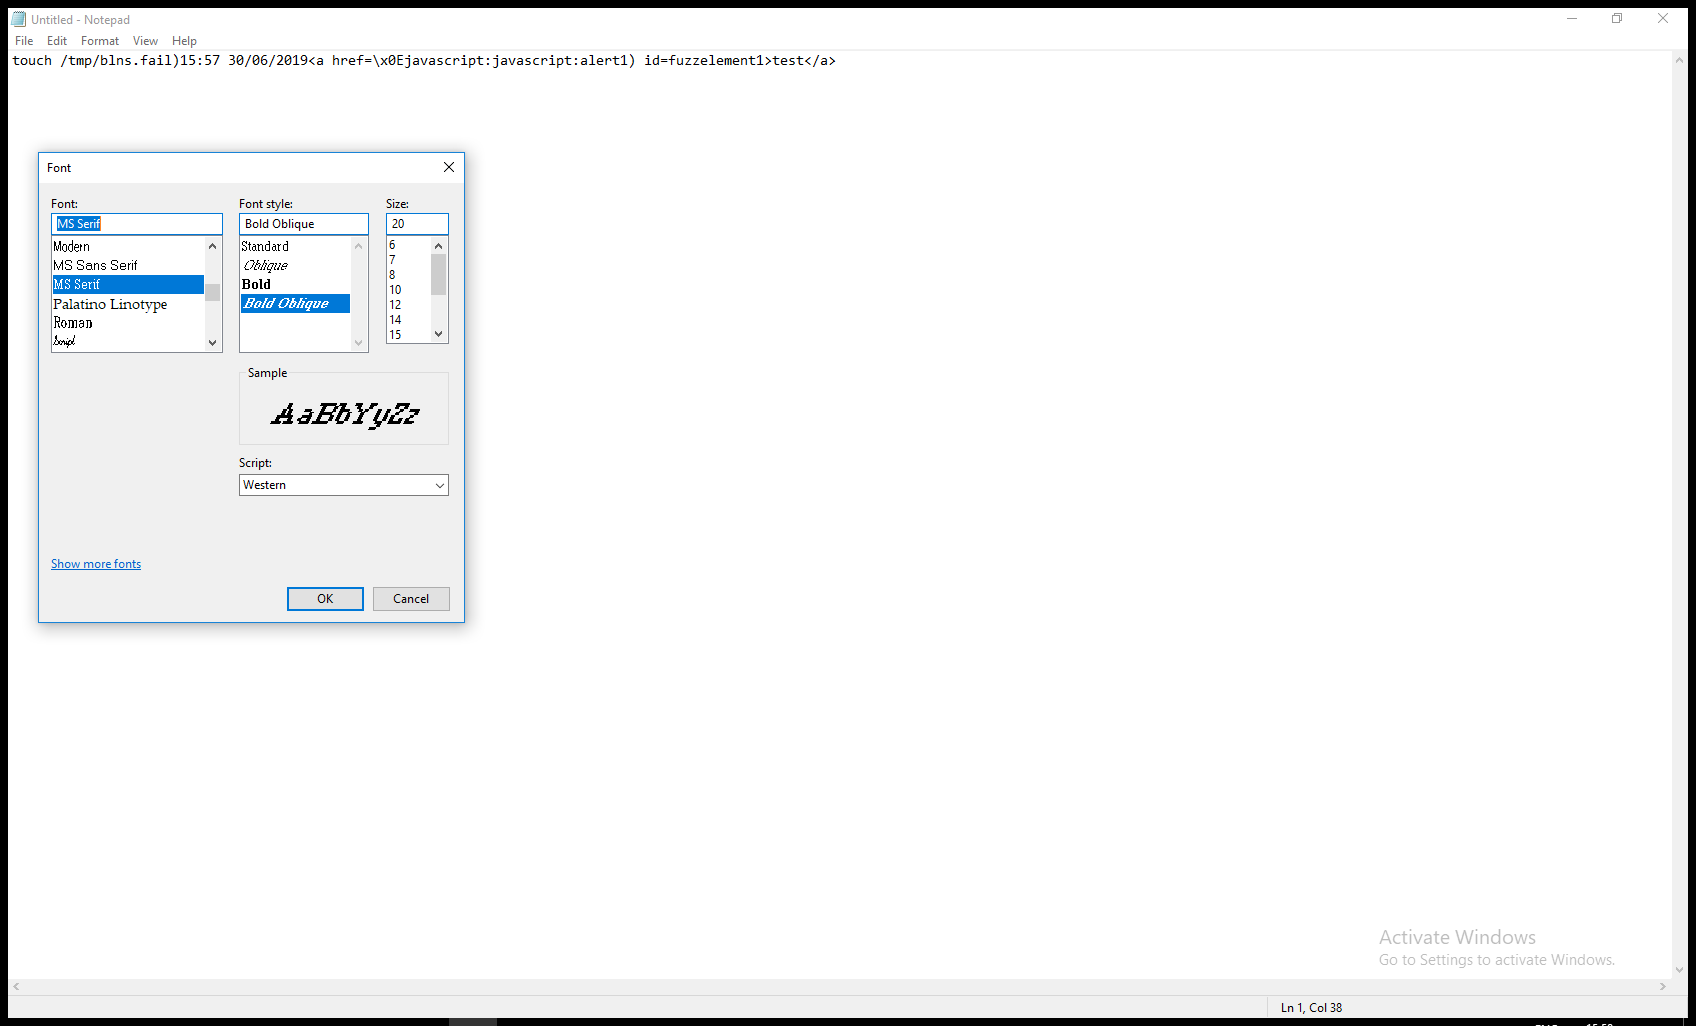 Untitled - Notepad
File Edit Format View Help
touch /tmp/blns.fail)15:57 30/06/2019<a href=\x0Ejavascript:javascript:alert1) id=fuzzelement1>test</a>
Font
Font: Font style: Size:
MS Serif Bold Oblique 20
Modern
MS Sans Serif
MS Serif
Palatino Linotype
Roman
Script
Standard
Oblique
Bold
Bold Oblique
6
7
8
10
12
14
15
Sample
AaBbYyZz
Script:
Western
Show more fonts
OK Cancel
Activate Windows
Go to Settings to activate Windows.
Ln 1, Col 38